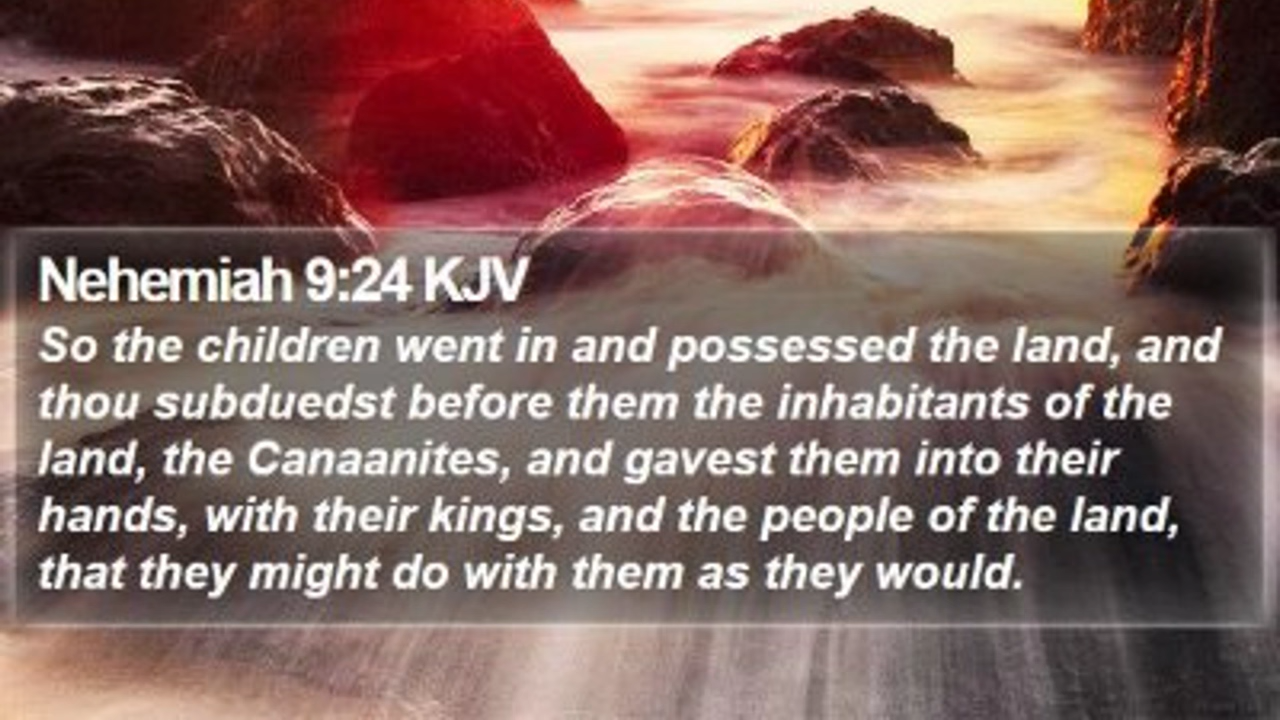 Nehemiah 9:24 KJV
So the children went in and possessed the land, and
thou subduedst before them the inhabitants of the
land, the Canaanites, and gavest them into their
hands, with their kings, and the people of the land,
that they might do with them as they would.